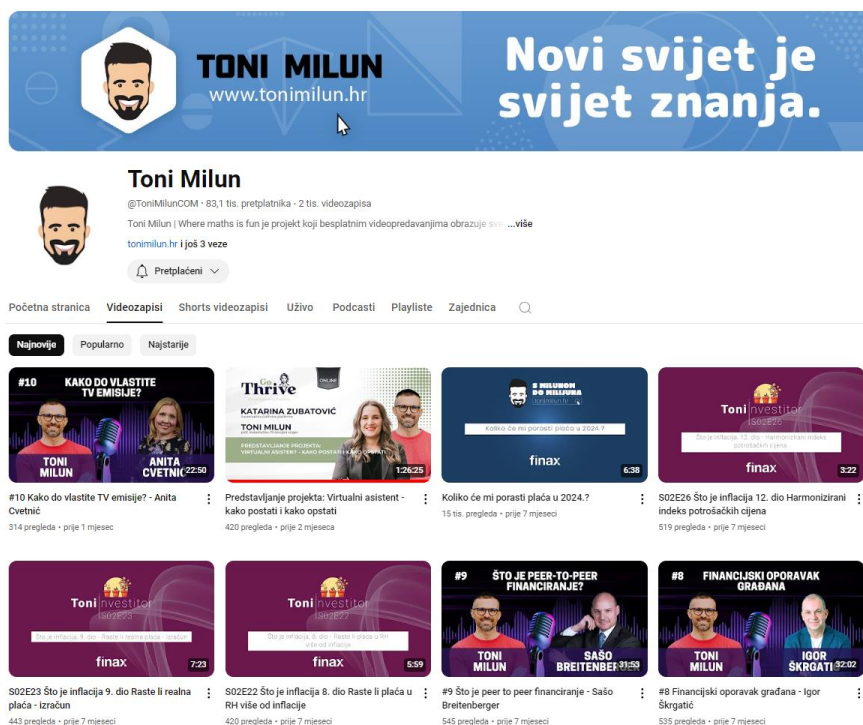 TONI MILUN
www.tonimilun.hr
Novi svijet je
svijet znanja.
Toni Milun
@ToniMilunCOM · 83,1 tis. pretplatnika · 2 tis. videozapisa
Toni Milun | Where maths is fun je projekt koji besplatnim videopredavanjima obrazuje sve ...više
tonimilun.hr i još 3 veze
Pretplaćeni
Početna stranica Videozapisi Shorts videozapisi Uživo Podcasti Playliste Zajednica
Najnovije Popularno Najstarije
#10 KAKO DO VLASTITE
TV EMISIJE?
TONI
MILUN
ANITA
CVETNIĆ
22:50
Go
Thrive
ONLINE
KATARINA ZUBATOVIĆ
TONI MILUN
PREDSTAVLJANJE PROJEKTA:
VIRTUALNI ASISTENT - KAKO POSTATI I KAKO OPSTATI
1:26:25
S MILUNOM
DO MILIJUNA
tonimilun.hr
Koliko će mi porasti plaća u 2024.?
finax
6:38
Toni investitor
S02E26
Što je inflacija, 12. dio - Harmonizirani indeks
potrošačkih cijena
finax
3:22
#10 Kako do vlastite TV emisije? - Anita
Cvetnić
314 pregleda • prije 1 mjesec
Predstavljanje projekta: Virtualni asistent -
kako postati i kako opstati
420 pregleda • prije 2 mjeseca
Koliko će mi porasti plaća u 2024.?
15 tis. pregleda • prije 7 mjeseci
S02E26 Što je inflacija 12. dio Harmonizirani
indeks potrošačkih cijena
519 pregleda • prije 7 mjeseci
Toni investitor
S02E23
Što je inflacija, 9. dio - Raste li realna plaća - izračun
finax
7:23
Toni investitor
S02E22
Što je inflacija, 8. dio - Raste li plaća u RH
više od inflacije
finax
5:59
#9 ŠTO JE PEER-TO-PEER
FINANCIRANJE?
TONI
MILUN
SAŠO
BREITENBERGER
31:53
#8 FINANCIJSKI OPORAVAK
GRAĐANA
TONI
MILUN
IGOR
ŠKRGATIĆ
32:02
S02E23 Što je inflacija 9. dio Raste li realna
plaća - izračun
443 pregleda • prije 7 mjeseci
S02E22 Što je inflacija 8. dio Raste li plaća u
RH više od inflacije
420 pregleda • prije 7 mjeseci
#9 Što je peer to peer financiranje - Sašo
Breitenberger
545 pregleda • prije 7 mjeseci
#8 Financijski oporavak građana - Igor
Škrgatić
535 pregleda • prije 7 mjeseci